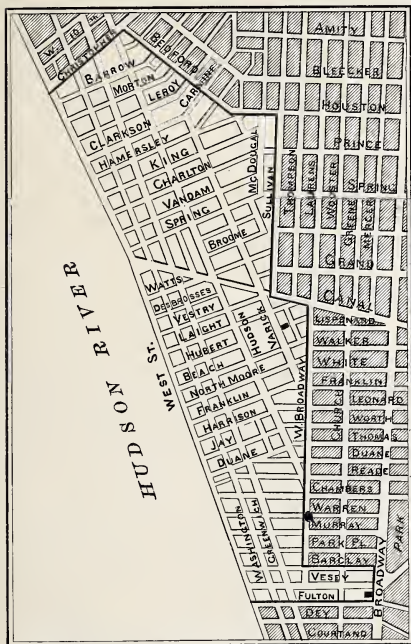 W. 10
CHRISTOPHER
BEDFORD
AMITY
BARROW
BLEECKER
MORTON
LEROY
CARMINE
HOUSTON
CLARKSON
HAMERSLEY
KING
CHARLTON
VANDAM
SPRING
BROOME
McDOUGAL
SULLIVAN
PRINCE
THOMPSON
LAURENS
WOOSTER
GREENE
MERCER
SPRING
GRAND
CANAL
WATTS
DESBROSSES
VESTRY
LAIGHT
HUBERT
BEACH
NORTH MOORE
FRANKLIN
HARRISON
JAY
DUANE
HUDSON
VARICK
W. BROADWAY
LISPENARD
WALKER
WHITE
FRANKLIN
CHURCH
LEONARD
WORTH
THOMAS
DUANE
READE
CHAMBERS
WARREN
MURRAY
PARK PL.
BARCLAY
VESEY
FULTON
DEY
COURTLAND
PARK
BROADWAY
WASHINGTON
GREENWICH
WEST ST.
HUDSON RIVER